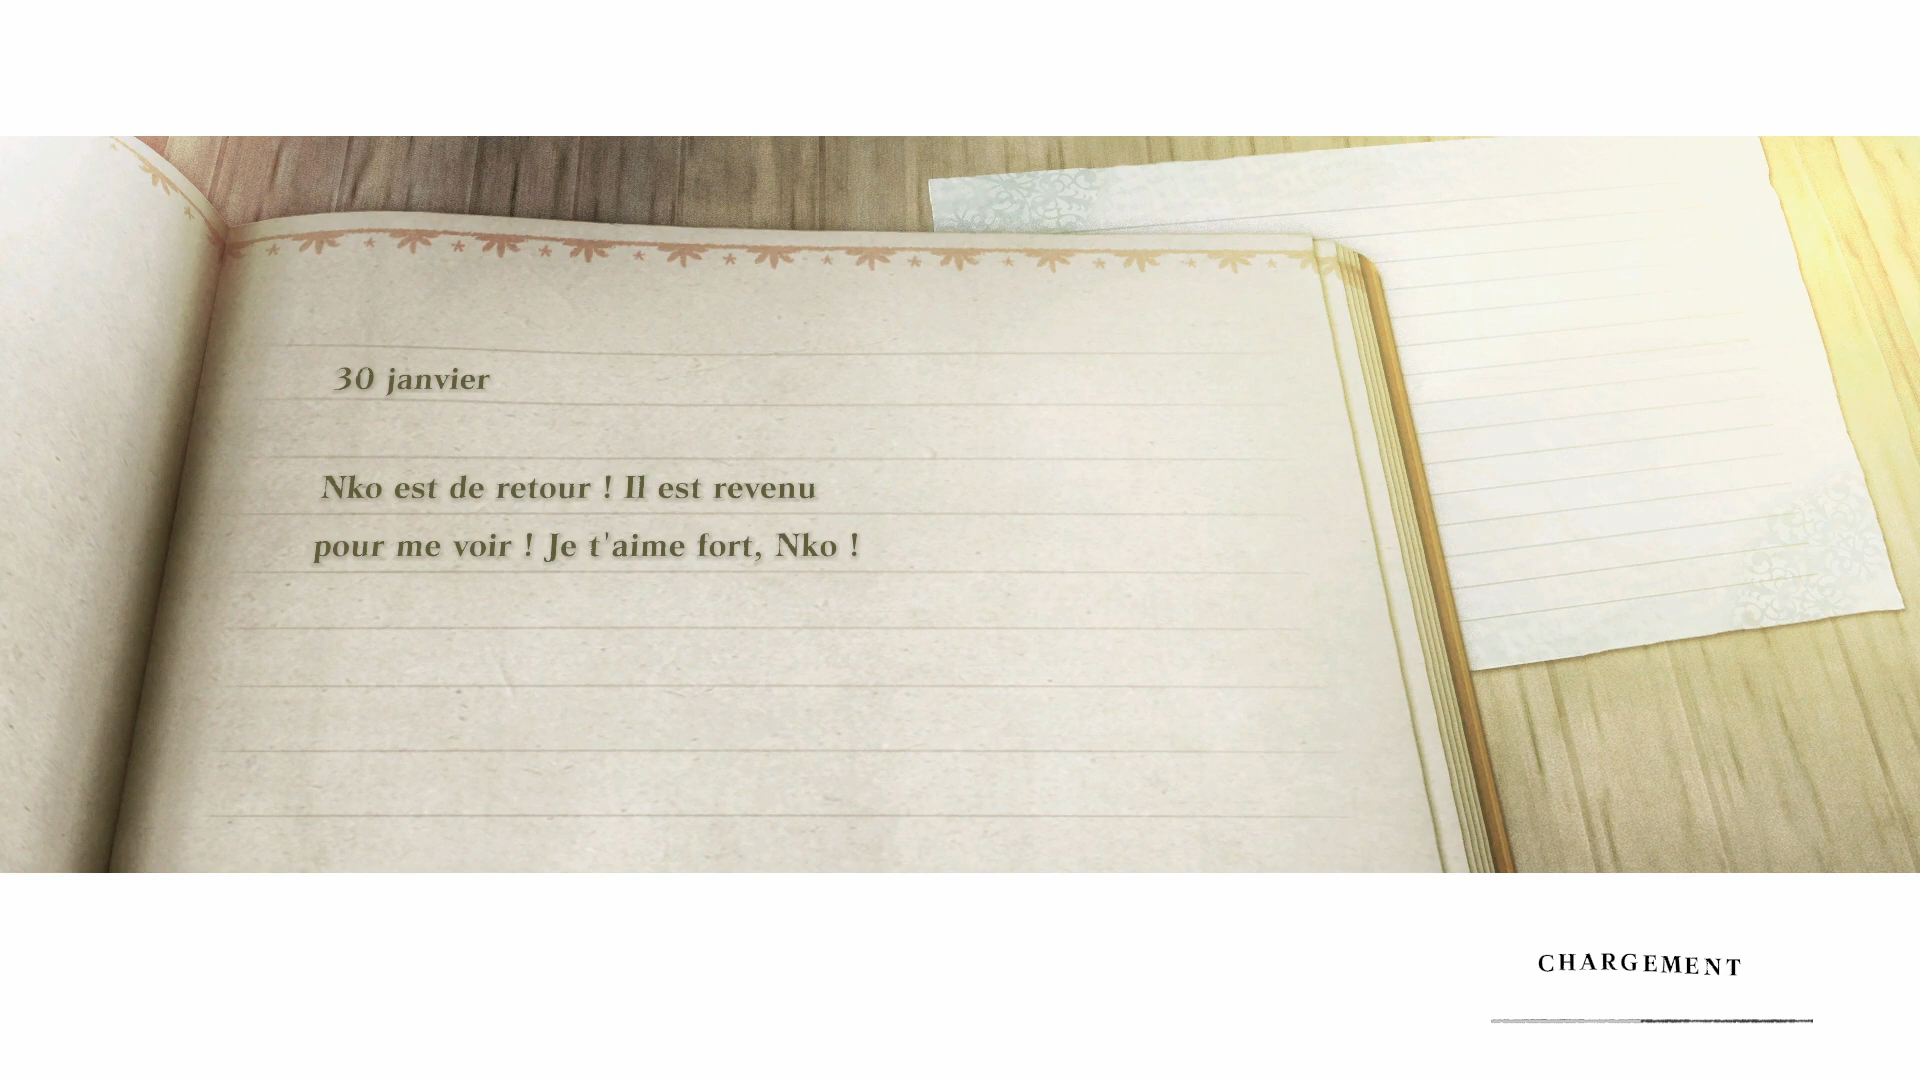 30 janvier
Nko est de retour ! Il est revenu
pour me voir ! Je t'aime fort, Nko !
CHARGEMENT